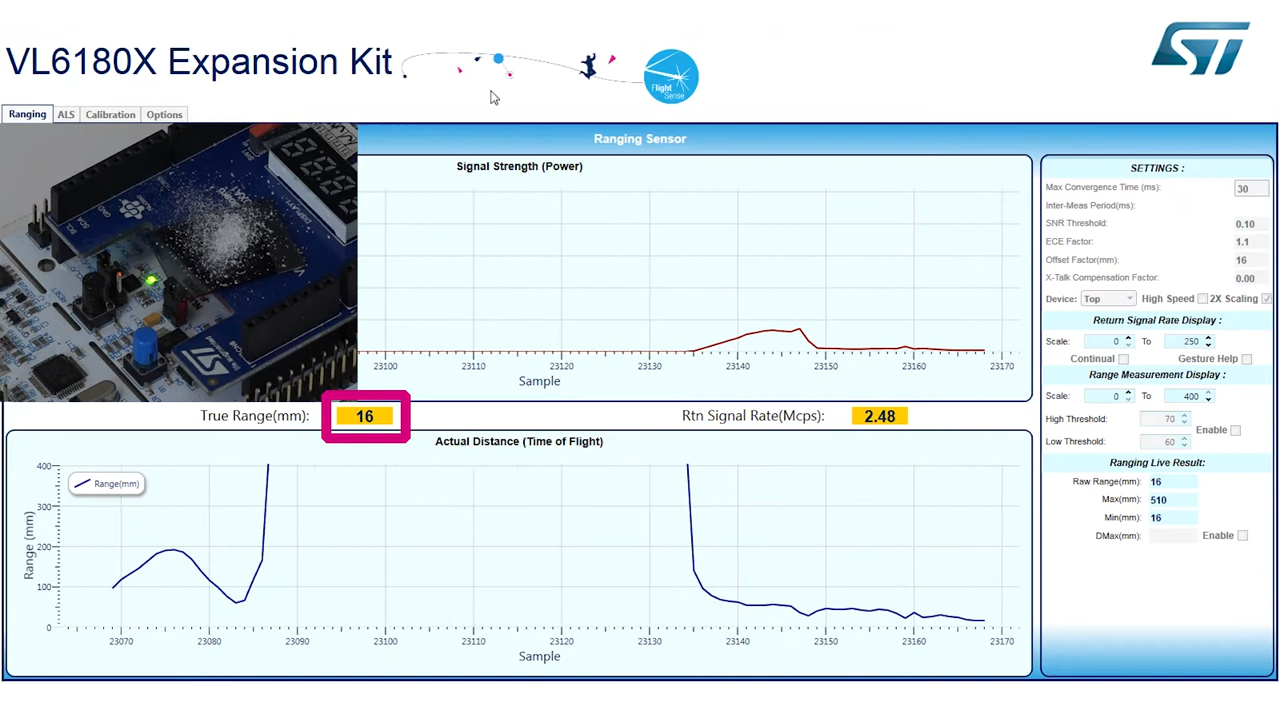 VL6180X Expansion Kit
Flight
Sense
ST
Ranging ALS Calibration Options
Ranging Sensor
Signal Strength (Power)
23100 23110 23120 23130 23140 23150 23160 23170
Sample
True Range(mm): 16
Rtn Signal Rate(Mcps): 2.48
Actual Distance (Time of Flight)
Range(mm)
Range (mm)
400
300
200
100
0
23070 23080 23090 23100 23110 23120 23130 23140 23150 23160 23170
Sample
SETTINGS :
Max Convergence Time (ms): 30
Inter-Meas Period(ms):
SNR Threshold: 0.10
ECE Factor: 1.1
Offset Factor(mm): 16
X-Talk Compensation Factor: 0.00
Device: Top High Speed 2X Scaling
Return Signal Rate Display :
Scale: 0 To 250
Continual Gesture Help
Range Measurement Display :
Scale: 0 To 400
High Threshold: 70
Enable
Low Threshold: 60
Ranging Live Result:
Raw Range(mm): 16
Max(mm): 510
Min(mm): 16
DMax(mm): Enable